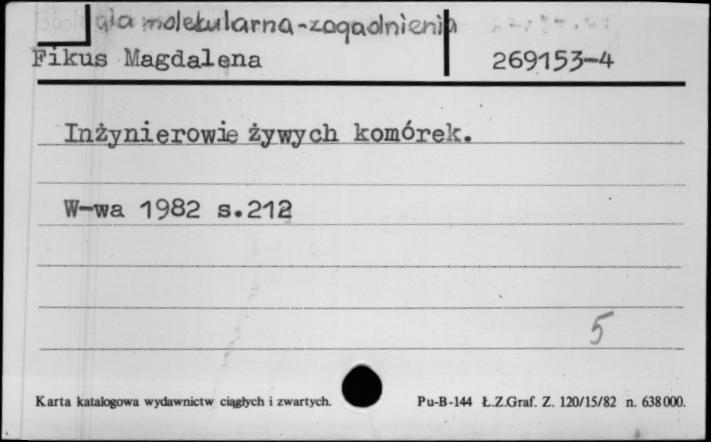 molekularna-zagadnienia
Fikus Magdalena 269153-4
Inżynierowie żywych komórek.
W-wa 1982 s.212
5
Karta katalogowa wydawnictw ciągłych i zwartych. Pu-B-144 Ł.Z.Graf. Z. 120/15/82 n. 638000.